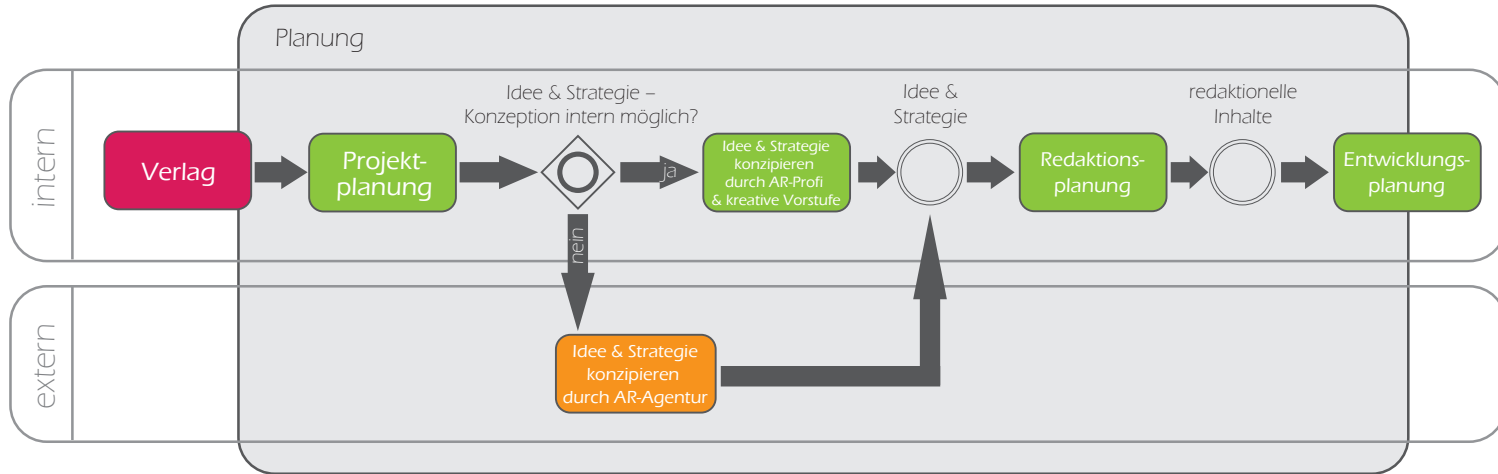 Planung
intern
Verlag
Projekt-
planung
Idee & Strategie –
Konzeption intern möglich?
ja
nein
Idee & Strategie
konzipieren
durch AR-Profi
& kreative Vorstufe
Idee &
Strategie
Redaktions-
planung
redaktionelle
Inhalte
Entwicklungs-
planung
extern
Idee & Strategie
konzipieren
durch AR-Agentur